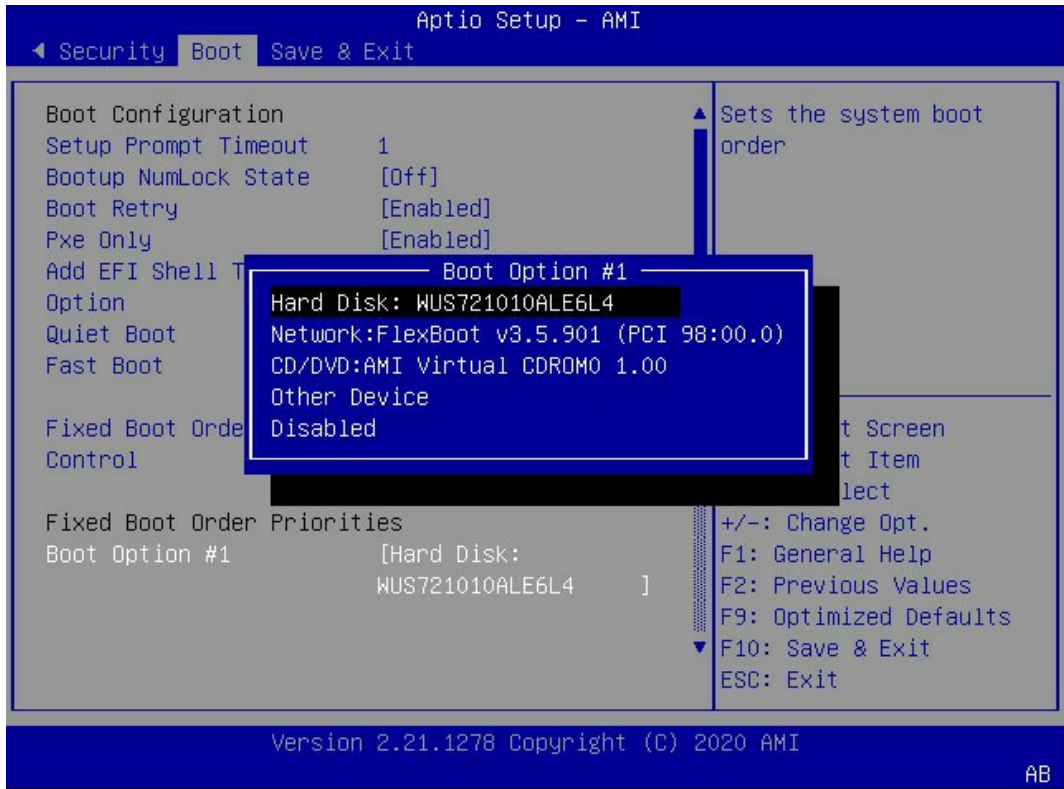 Aptio Setup – AMI
Security Boot Save & Exit
Boot Configuration
Setup Prompt Timeout 1
Bootup NumLock State [Off]
Boot Retry [Enabled]
Pxe Only [Enabled]
Add EFI Shell T
Option
Quiet Boot
Fast Boot
Fixed Boot Orde
Control
Fixed Boot Order Priorities
Boot Option #1 [Hard Disk:
WUS721010ALE6L4 ]
Boot Option #1
Hard Disk: WUS721010ALE6L4
Network:FlexBoot v3.5.901 (PCI 98:00.0)
CD/DVD:AMI Virtual CDROM0 1.00
Other Device
Disabled
Sets the system boot
order
t Screen
t Item
lect
+/-: Change Opt.
F1: General Help
F2: Previous Values
F9: Optimized Defaults
F10: Save & Exit
ESC: Exit
Version 2.21.1278 Copyright (C) 2020 AMI
AB